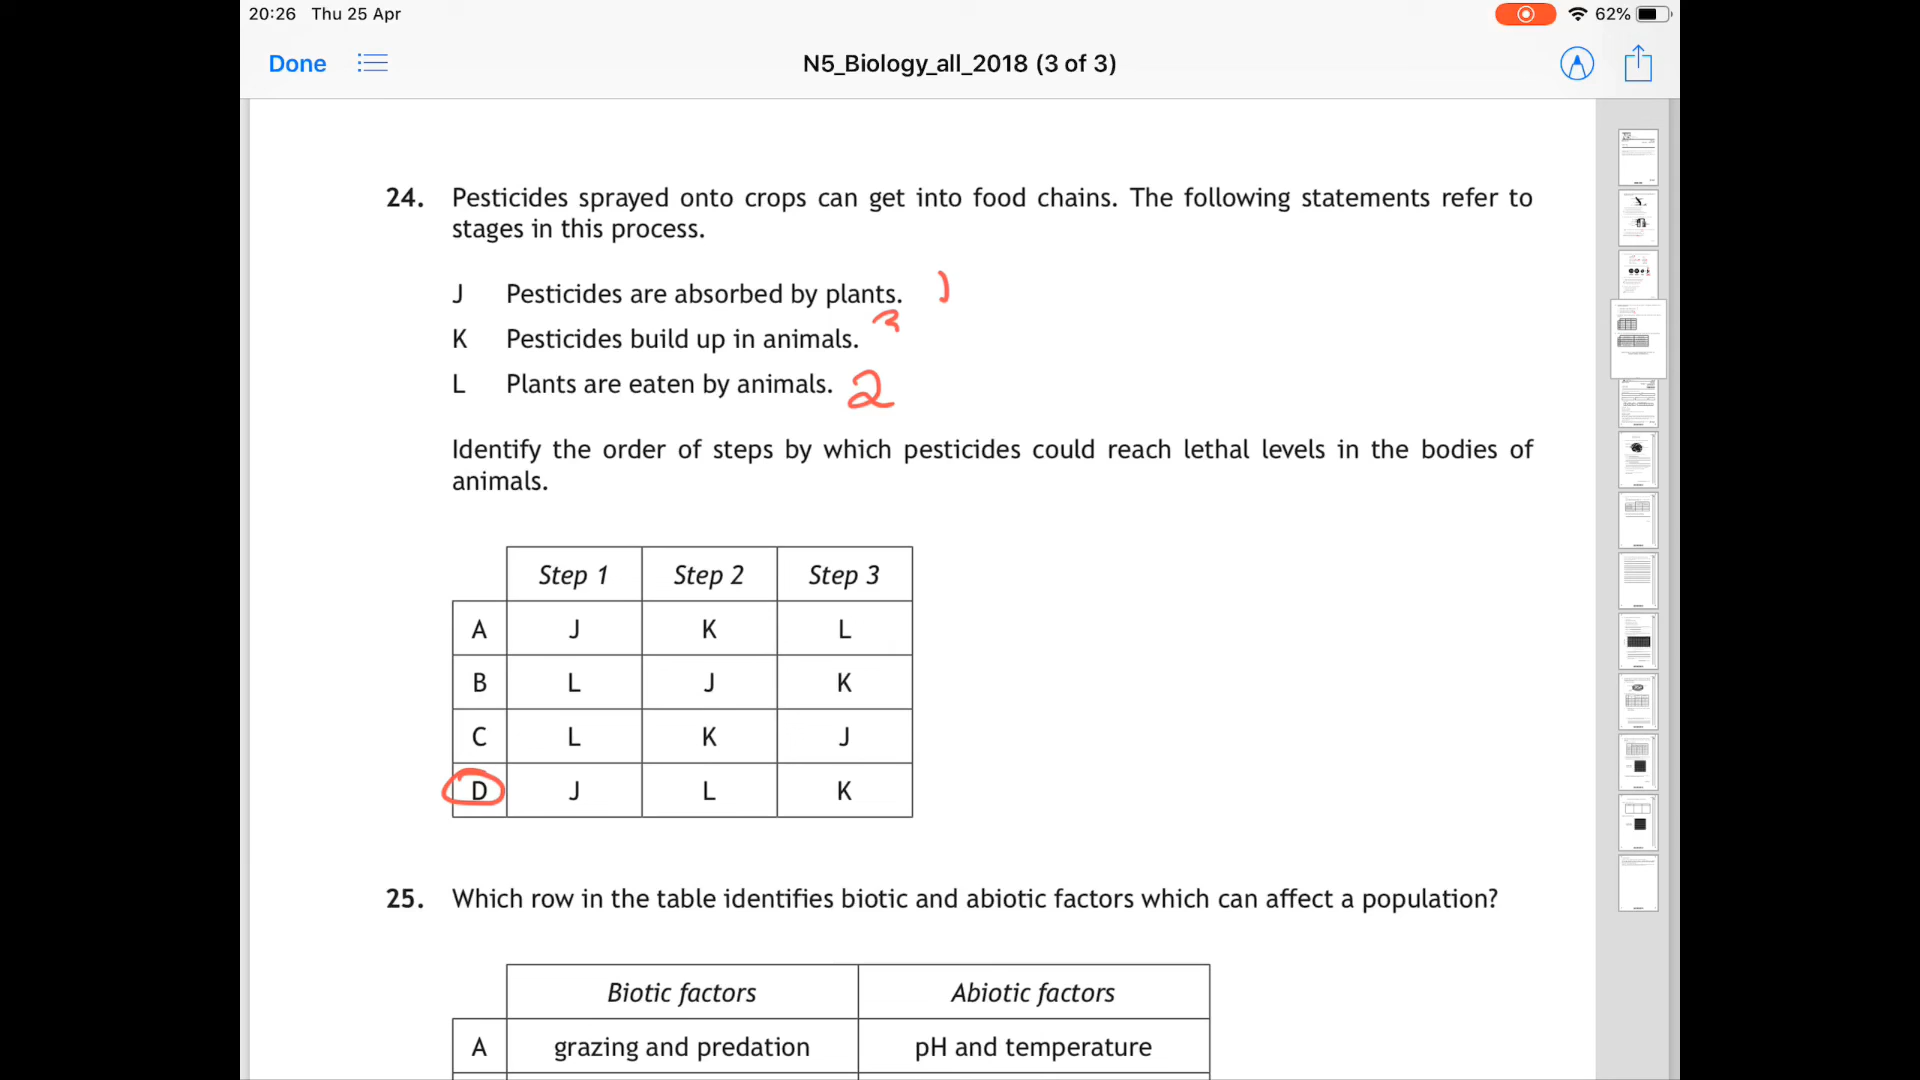 20:26 Thu 25 Apr
62%
Done
N5_Biology_all_2018 (3 of 3)
24. Pesticides sprayed onto crops can get into food chains. The following statements refer to
stages in this process.
J Pesticides are absorbed by plants. 1
K Pesticides build up in animals. 3
L Plants are eaten by animals. 2
Identify the order of steps by which pesticides could reach lethal levels in the bodies of
animals.
Step 1 Step 2 Step 3
A J K L
B L J K
C L K J
D J L K
25. Which row in the table identifies biotic and abiotic factors which can affect a population?
Biotic factors Abiotic factors
A grazing and predation pH and temperature